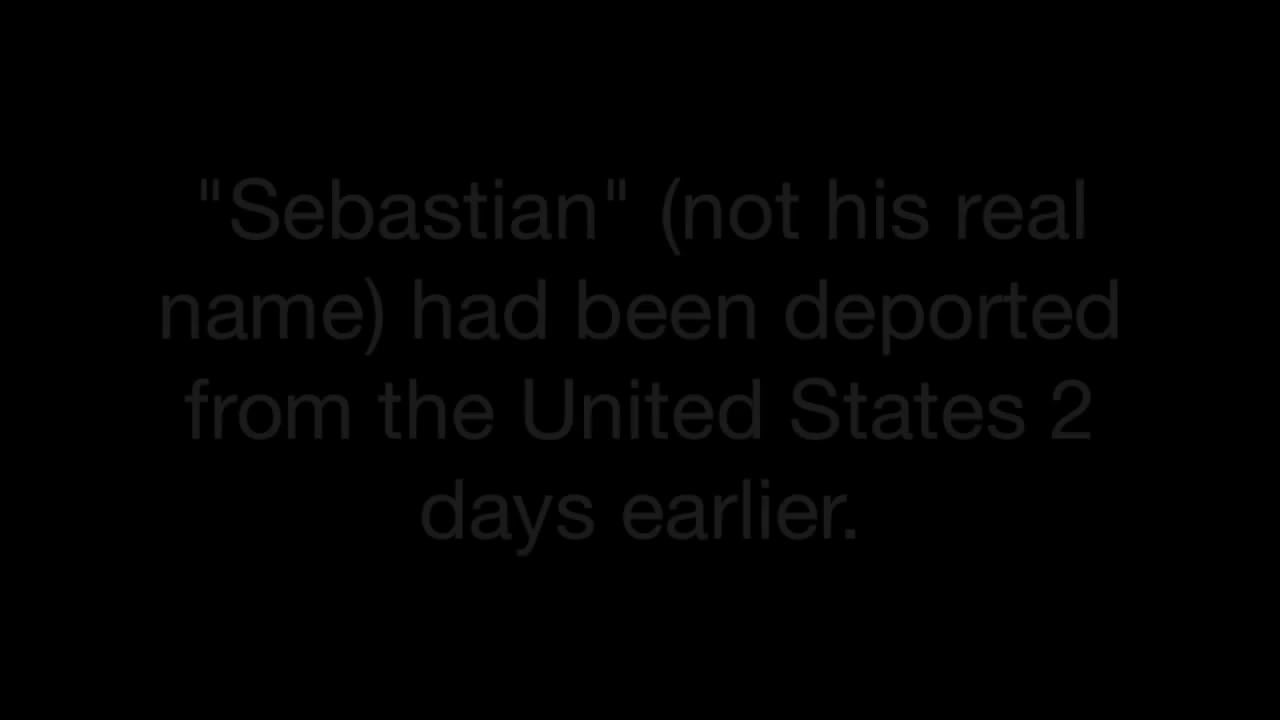 "Sebastian" (not his real
name) had been deported
from the United States 2
days earlier.